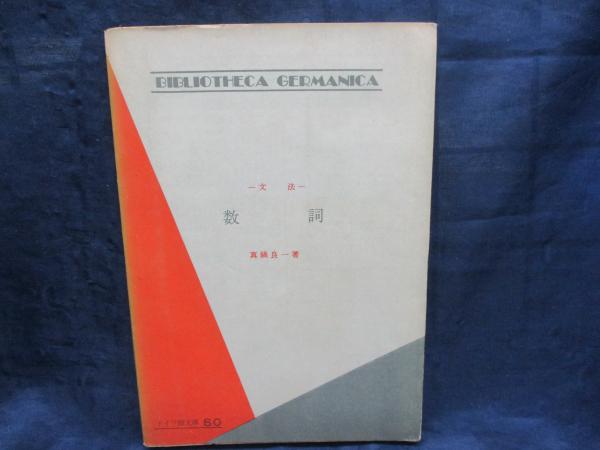 BIBLIOTHECA GERMANICA
―文 法―
数 詞
真鍋良一著
ドイツ語文庫 60